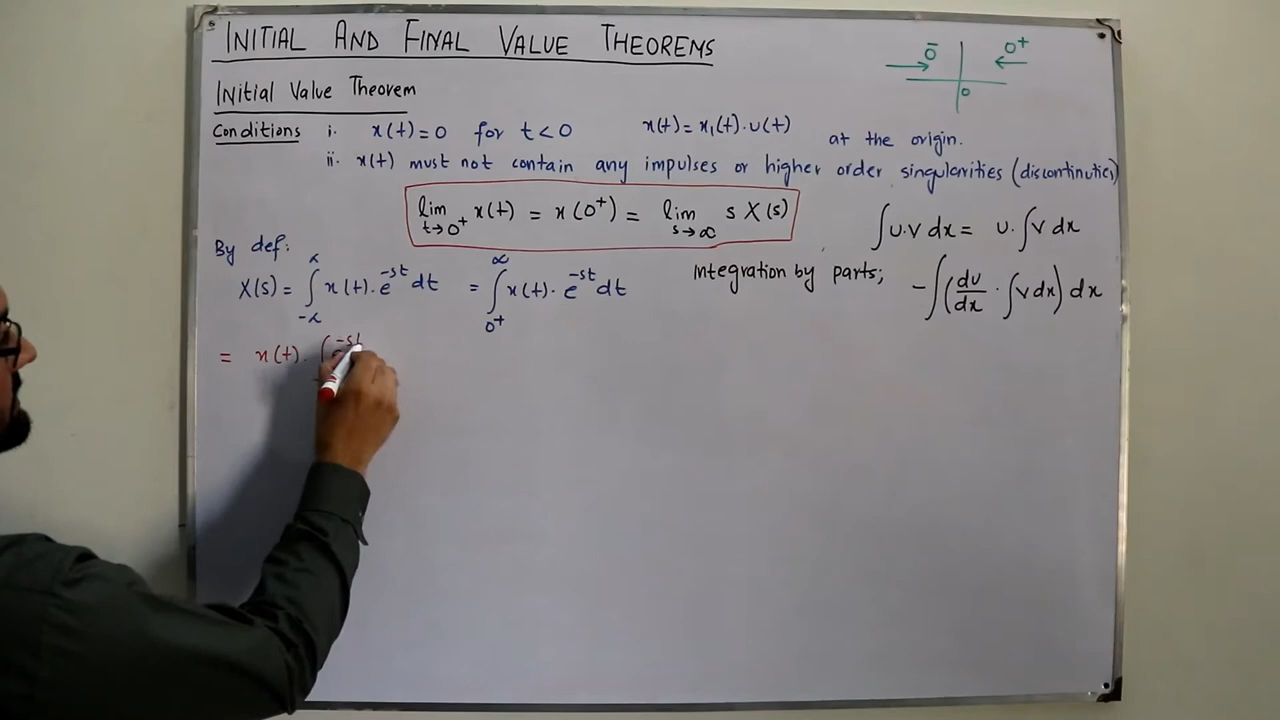 INITIAL AND FINAL VALUE THEOREMS
0⁻ 0⁺
0
Initial Value Theorem
Conditions i. x(t) = 0 for t < 0 x(t) = x₁(t).u(t) at the origin.
ii. x(t) must not contain any impulses or higher order singularities (discontinuties)
lim t→0⁺ x(t) = x(0⁺) = lim s→∞ s X(s)
∫u.v dx = u.∫v dx
By def:
X(s) = ∫_{-∞}^{∞} x(t).e^{-st} dt = ∫_{0⁺}^{∞} x(t).e^{-st} dt
Integration by parts; -∫(du/dx . ∫v dx) dx
= x(t). ∫